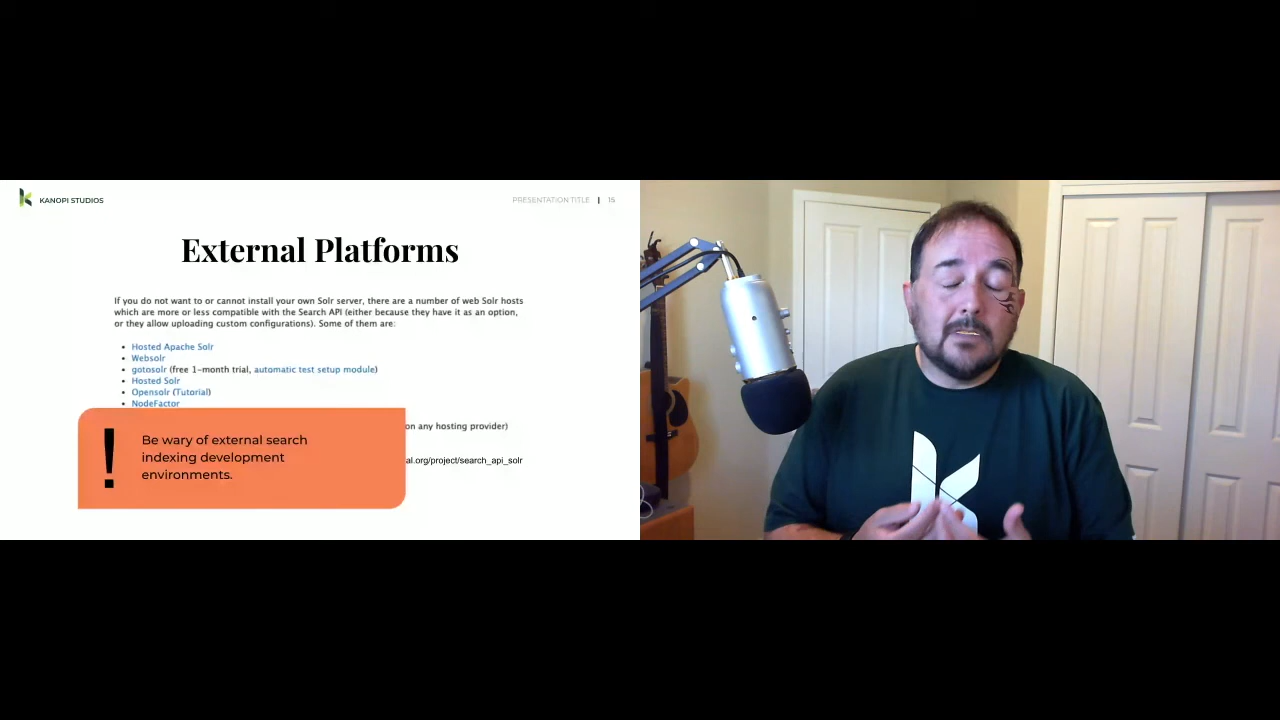 KANOPI STUDIOS
PRESENTATION TITLE | 15
External Platforms
If you do not want to or cannot install your own Solr server, there are a number of web Solr hosts
which are more or less compatible with the Search API (either because they have it as an option,
or they allow uploading custom configurations). Some of them are:
• Hosted Apache Solr
• Websolr
• gotosolr (free 1-month trial, automatic test setup module)
• Hosted Solr
• Opensolr (Tutorial)
• NodeFactor
on any hosting provider)
al.org/project/search_api_solr
!
Be wary of external search
indexing development
environments.